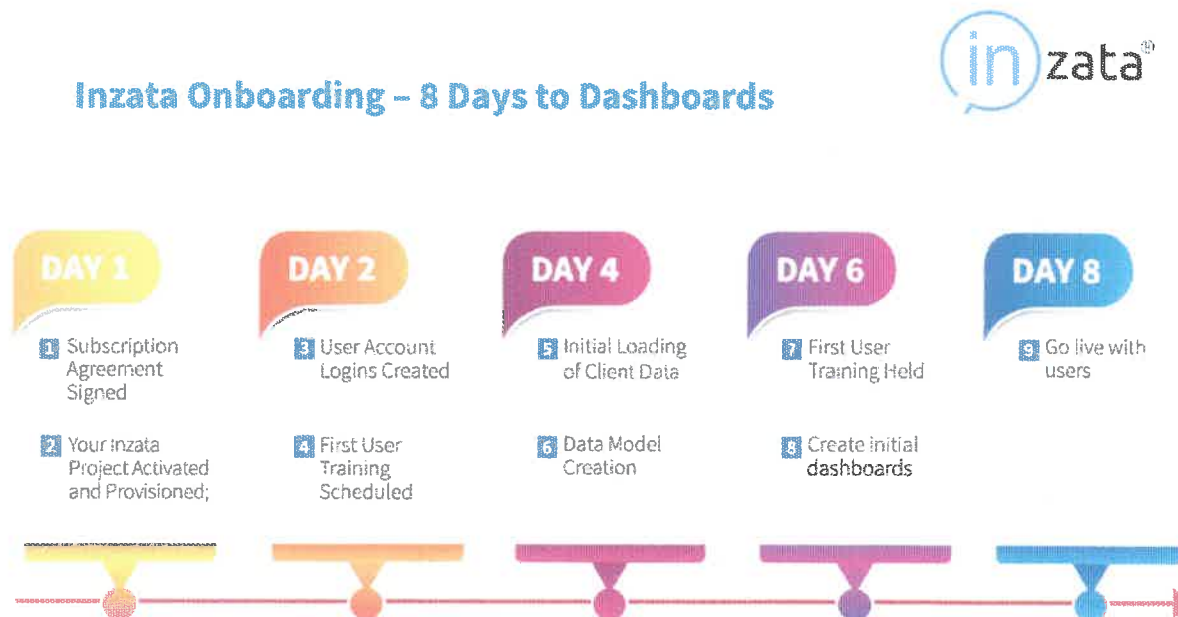 in zata®
Inzata Onboarding – 8 Days to Dashboards
DAY 1
1 Subscription
Agreement
Signed
2 Your Inzata
Project Activated
and Provisioned;
DAY 2
3 User Account
Logins Created
4 First User
Training
Scheduled
DAY 4
5 Initial Loading
of Client Data
6 Data Model
Creation
DAY 6
7 First User
Training Held
8 Create initial
dashboards
DAY 8
9 Go live with
users